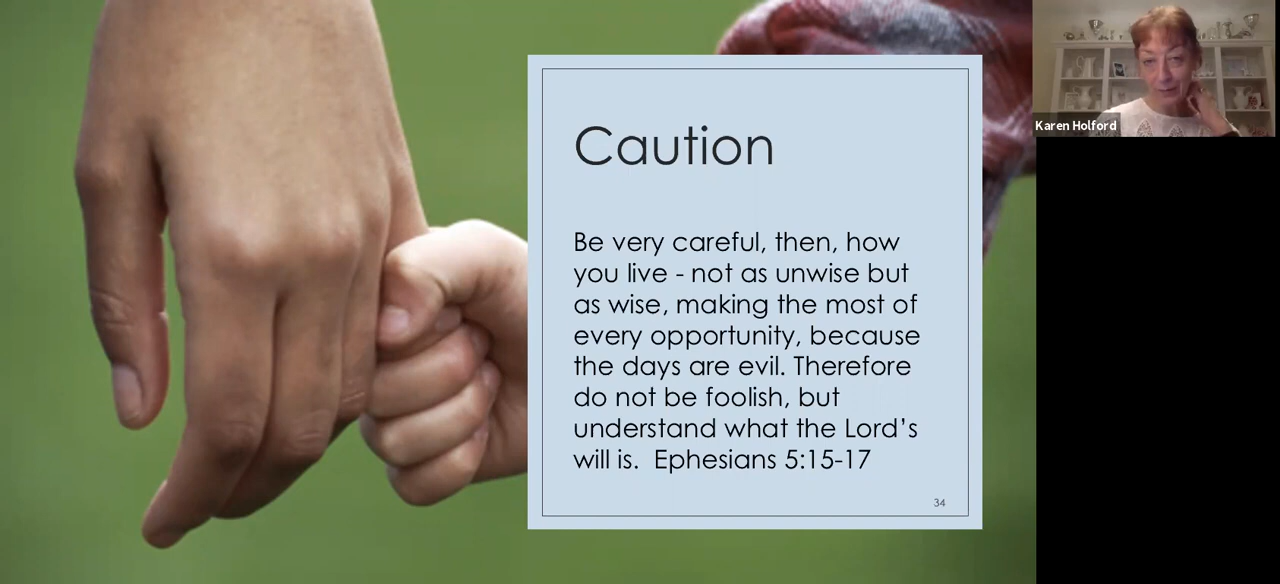 Caution
Be very careful, then, how
you live - not as unwise but
as wise, making the most of
every opportunity, because
the days are evil. Therefore
do not be foolish, but
understand what the Lord’s
will is.  Ephesians 5:15-17
34
Karen Holford